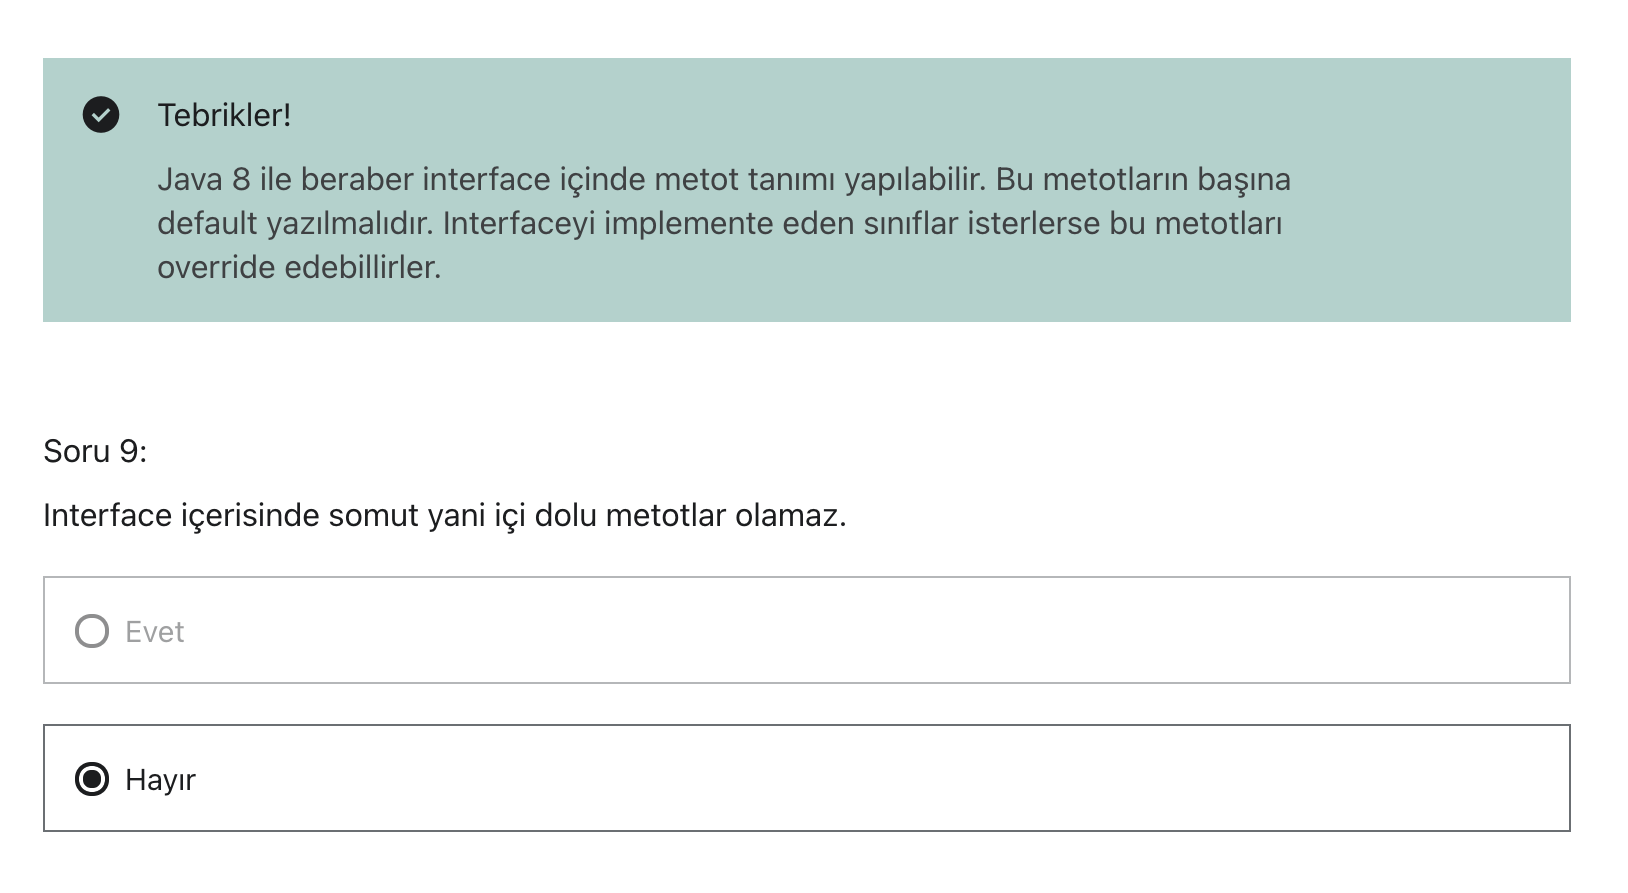 Tebrikler!
Java 8 ile beraber interface içinde metot tanımı yapılabilir. Bu metotların başına
default yazılmalıdır. Interfaceyi implemente eden sınıflar isterlerse bu metotları
override edebillirler.
Soru 9:
Interface içerisinde somut yani içi dolu metotlar olamaz.
Evet
Hayır